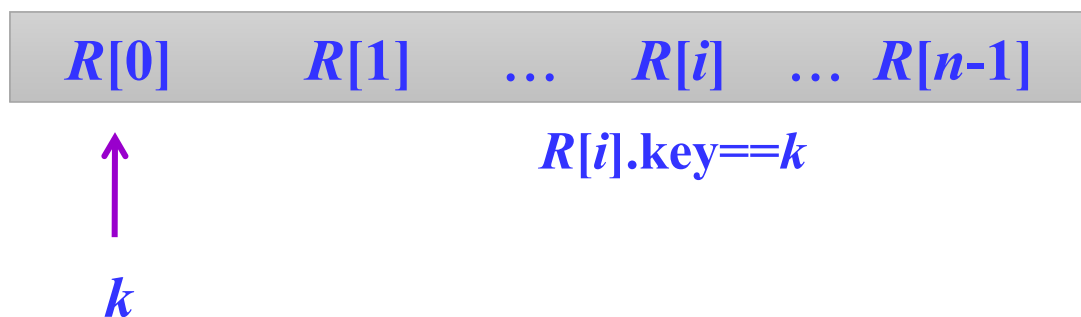 R[0] R[1] … R[i] … R[n-1]
R[i].key==k
k